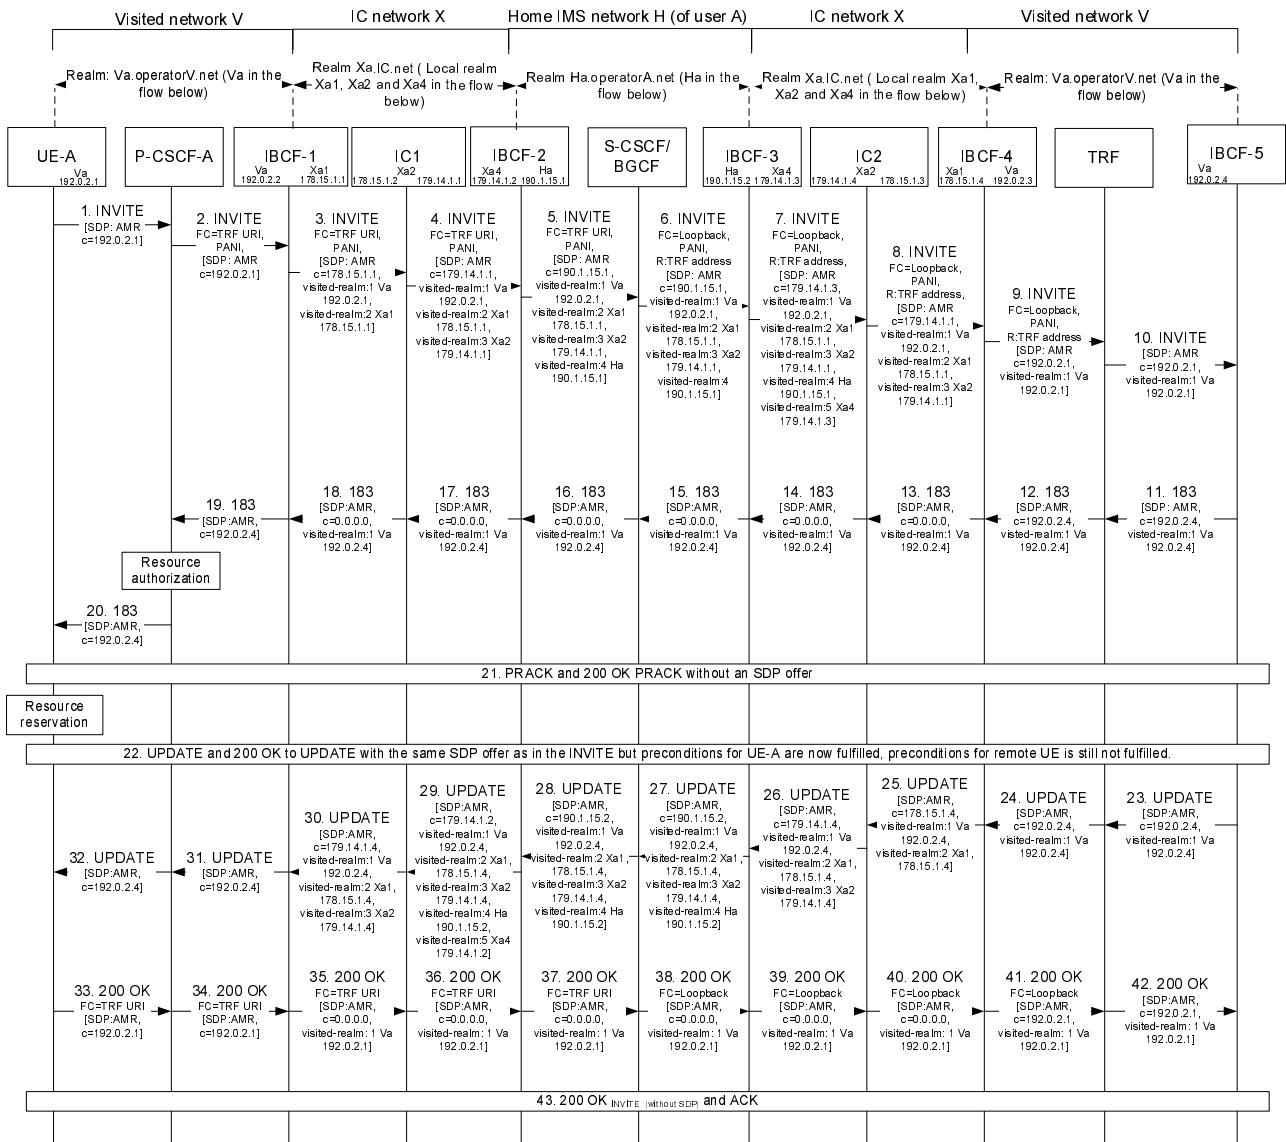 Visited network V
IC network X
Home IMS network H (of user A)
IC network X
Visited network V
Realm: Va.operatorV.net (Va in the
flow below)
Realm Xa.IC.net ( Local realm
Xa1, Xa2 and Xa4 in the flow
below)
Realm Ha.operatorA.net (Ha in the
flow below)
Realm Xa.IC.net ( Local realm Xa1,
Xa2 and Xa4 in the flow below)
Realm: Va.operatorV.net (Va in the
flow below)
UE-A
Va
192.0.2.1
P-CSCF-A
IBCF-1
Va Xa1
192.0.2.2 178.15.1.1
IC1
Xa2
178.15.1.2 179.14.1.1
IBCF-2
Xa4 Ha
179.14.1.2 190.1.15.1
S-CSCF/
BGCF
IBCF-3
Ha Xa4
190.1.15.2 179.14.1.3
IC2
Xa2
179.14.1.4 178.15.1.3
IBCF-4
Xa1 Va
178.15.1.4 192.0.2.3
TRF
IBCF-5
Va
192.0.2.4
1. INVITE
[SDP: AMR
c=192.0.2.1]
2. INVITE
FC=TRF URI,
PANI,
[SDP: AMR
c=192.0.2.1]
3. INVITE
FC=TRF URI,
PANI,
[SDP: AMR
c=178.15.1.1,
visited-realm:1 Va
192.0.2.1,
visited-realm:2 Xa1
178.15.1.1]
4. INVITE
FC=TRF URI,
PANI,
[SDP: AMR
c=179.14.1.1,
visited-realm:1 Va
192.0.2.1,
visited-realm:2 Xa1
178.15.1.1,
visited-realm:3 Xa2
179.14.1.1]
5. INVITE
FC=TRF URI,
PANI,
[SDP: AMR
c=190.1.15.1,
visited-realm:1 Va
192.0.2.1,
visited-realm:2 Xa1
178.15.1.1,
visited-realm:3 Xa2
179.14.1.1,
visited-realm:4 Ha
190.1.15.1]
6. INVITE
FC=Loopback,
PANI,
R:TRF address
[SDP: AMR
c=190.1.15.1,
visited-realm:1 Va
192.0.2.1,
visited-realm:2 Xa1
178.15.1.1,
visited-realm:3 Xa2
179.14.1.1,
visited-realm:4
190.1.15.1]
7. INVITE
FC=Loopback,
PANI,
R:TRF address,
[SDP: AMR
c=179.14.1.3,
visited-realm:1 Va
192.0.2.1,
visited-realm:2 Xa1
178.15.1.1,
visited-realm:3 Xa2
179.14.1.1,
visited-realm:4 Ha
190.1.15.1,
visited-realm:5 Xa4
179.14.1.3]
8. INVITE
FC=Loopback,
PANI,
R:TRF address,
[SDP: AMR
c=179.14.1.1,
visited-realm:1 Va
192.0.2.1,
visited-realm:2 Xa1
178.15.1.1,
visited-realm:3 Xa2
179.14.1.1]
9. INVITE
FC=Loopback,
PANI,
R:TRF address
[SDP: AMR
c=192.0.2.1,
visited-realm:1 Va
192.0.2.1]
10. INVITE
[SDP: AMR
c=192.0.2.1,
visited-realm:1 Va
192.0.2.1]
19. 183
[SDP:AMR,
c=192.0.2.4]
18. 183
[SDP:AMR,
c=0.0.0.0,
visited-realm:1 Va
192.0.2.4]
17. 183
[SDP:AMR,
c=0.0.0.0,
visited-realm:1 Va
192.0.2.4]
16. 183
[SDP:AMR,
c=0.0.0.0,
visited-realm:1 Va
192.0.2.4]
15. 183
[SDP:AMR,
c=0.0.0.0,
visited-realm:1 Va
192.0.2.4]
14. 183
[SDP:AMR,
c=0.0.0.0,
visited-realm:1 Va
192.0.2.4]
13. 183
[SDP:AMR,
c=0.0.0.0,
visited-realm:1 Va
192.0.2.4]
12. 183
[SDP:AMR,
c=192.0.2.4,
visted-realm:1 Va
192.0.2.4]
11. 183
[SDP: AMR,
c=192.0.2.4,
visted-realm:1 Va
192.0.2.4]
Resource
authorization
20. 183
[SDP:AMR,
c=192.0.2.4]
21. PRACK and 200 OK PRACK without an SDP offer
Resource
reservation
22. UPDATE and 200 OK to UPDATE with the same SDP offer as in the INVITE but preconditions for UE-A are now fulfilled, preconditions for remote UE is still not fulfilled.
32. UPDATE
[SDP:AMR,
c=192.0.2.4]
31. UPDATE
[SDP:AMR,
c=192.0.2.4]
30. UPDATE
[SDP:AMR,
c=179.14.1.4,
visited-realm:1 Va
192.0.2.4,
visited-realm:2 Xa1,
178.15.1.4,
visited-realm:3 Xa2
179.14.1.4]
29. UPDATE
[SDP:AMR,
c=179.14.1.2,
visited-realm:1 Va
192.0.2.4,
visited-realm:2 Xa1,
178.15.1.4,
visited-realm:3 Xa2
179.14.1.4,
visited-realm:4 Ha
190.1.15.2,
visited-realm:5 Xa4
179.14.1.2]
28. UPDATE
[SDP:AMR,
c=190.1.15.2,
visited-realm:1 Va
192.0.2.4,
visited-realm:2 Xa1,
178.15.1.4,
visited-realm:3 Xa2
179.14.1.4,
visited-realm:4 Ha
190.1.15.2]
27. UPDATE
[SDP:AMR,
c=190.1.15.2,
visited-realm:1 Va
192.0.2.4,
visited-realm:2 Xa1,
178.15.1.4,
visited-realm:3 Xa2
179.14.1.4,
visited-realm:4 Ha
190.1.15.2]
26. UPDATE
[SDP:AMR,
c=179.14.1.4,
visited-realm:1 Va
192.0.2.4,
visited-realm:2 Xa1,
178.15.1.4,
visited-realm:3 Xa2
179.14.1.4]
25. UPDATE
[SDP:AMR,
c=178.15.1.4,
visited-realm:1 Va
192.0.2.4,
visited-realm:2 Xa1,
178.15.1.4]
24. UPDATE
[SDP:AMR,
c=192.0.2.4,
visited-realm:1 Va
192.0.2.4]
23. UPDATE
[SDP:AMR,
c=192.0.2.4,
visited-realm:1 Va
192.0.2.4]
33. 200 OK
FC=TRF URI
[SDP:AMR,
c=192.0.2.1]
34. 200 OK
FC=TRF URI
[SDP:AMR,
c=192.0.2.1]
35. 200 OK
FC=TRF URI
[SDP:AMR,
c=0.0.0.0,
visited-realm: 1 Va
192.0.2.1]
36. 200 OK
FC=TRF URI
[SDP:AMR,
c=0.0.0.0,
visited-realm: 1 Va
192.0.2.1]
37. 200 OK
FC=TRF URI
[SDP:AMR,
c=0.0.0.0,
visited-realm: 1 Va
192.0.2.1]
38. 200 OK
FC=Loopback
[SDP:AMR,
c=0.0.0.0,
visited-realm: 1 Va
192.0.2.1]
39. 200 OK
FC=Loopback
[SDP:AMR,
c=0.0.0.0,
visited-realm: 1 Va
192.0.2.1]
40. 200 OK
FC=Loopback
[SDP:AMR,
c=0.0.0.0,
visited-realm: 1 Va
192.0.2.1]
41. 200 OK
FC=Loopback
[SDP:AMR,
c=192.0.2.1,
visited-realm: 1 Va
192.0.2.1]
42. 200 OK
[SDP:AMR,
c=192.0.2.1,
visited-realm: 1 Va
192.0.2.1]
43. 200 OK INVITE (without SDP) and ACK